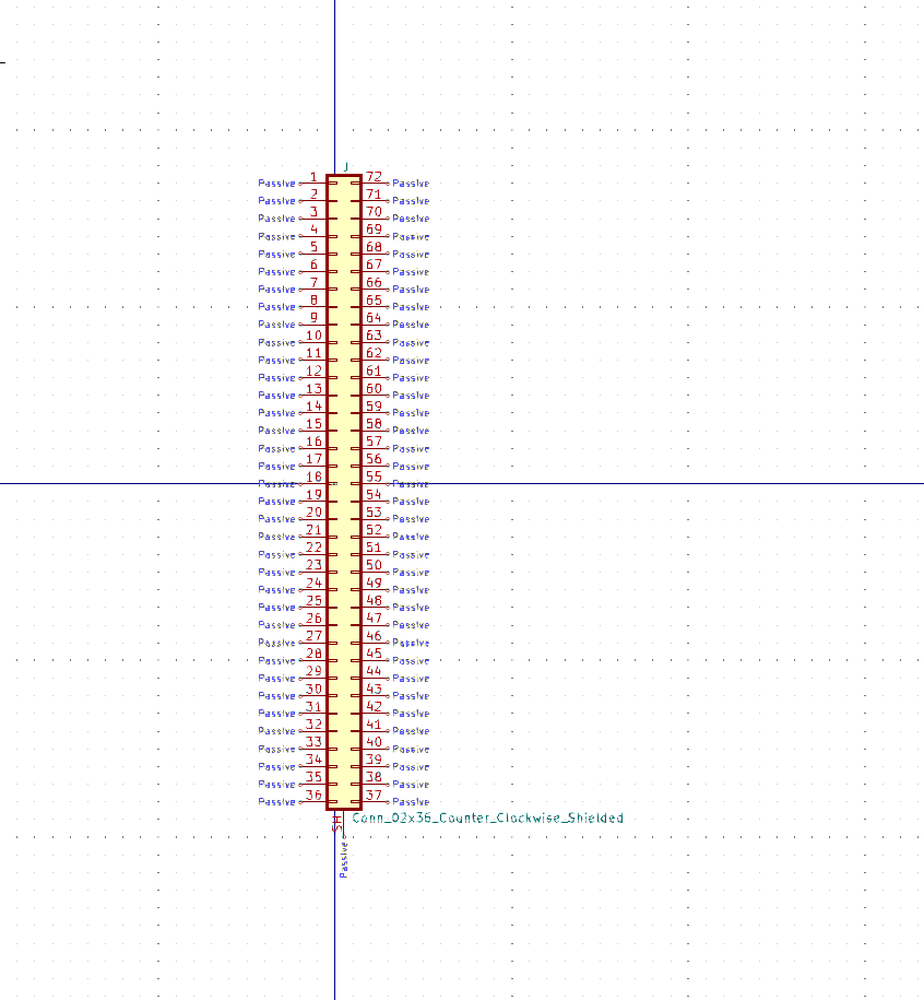 J
Passive 1 72 Passive
Passive 2 71 Passive
Passive 3 70 Passive
Passive 4 69 Passive
Passive 5 68 Passive
Passive 6 67 Passive
Passive 7 66 Passive
Passive 8 65 Passive
Passive 9 64 Passive
Passive 10 63 Passive
Passive 11 62 Passive
Passive 12 61 Passive
Passive 13 60 Passive
Passive 14 59 Passive
Passive 15 58 Passive
Passive 16 57 Passive
Passive 17 56 Passive
Passive 18 55 Passive
Passive 19 54 Passive
Passive 20 53 Passive
Passive 21 52 Passive
Passive 22 51 Passive
Passive 23 50 Passive
Passive 24 49 Passive
Passive 25 48 Passive
Passive 26 47 Passive
Passive 27 46 Passive
Passive 28 45 Passive
Passive 29 44 Passive
Passive 30 43 Passive
Passive 31 42 Passive
Passive 32 41 Passive
Passive 33 40 Passive
Passive 34 39 Passive
Passive 35 38 Passive
Passive 36 37 Passive
SH Conn_02x36_Counter_Clockwise_Shielded
Passive